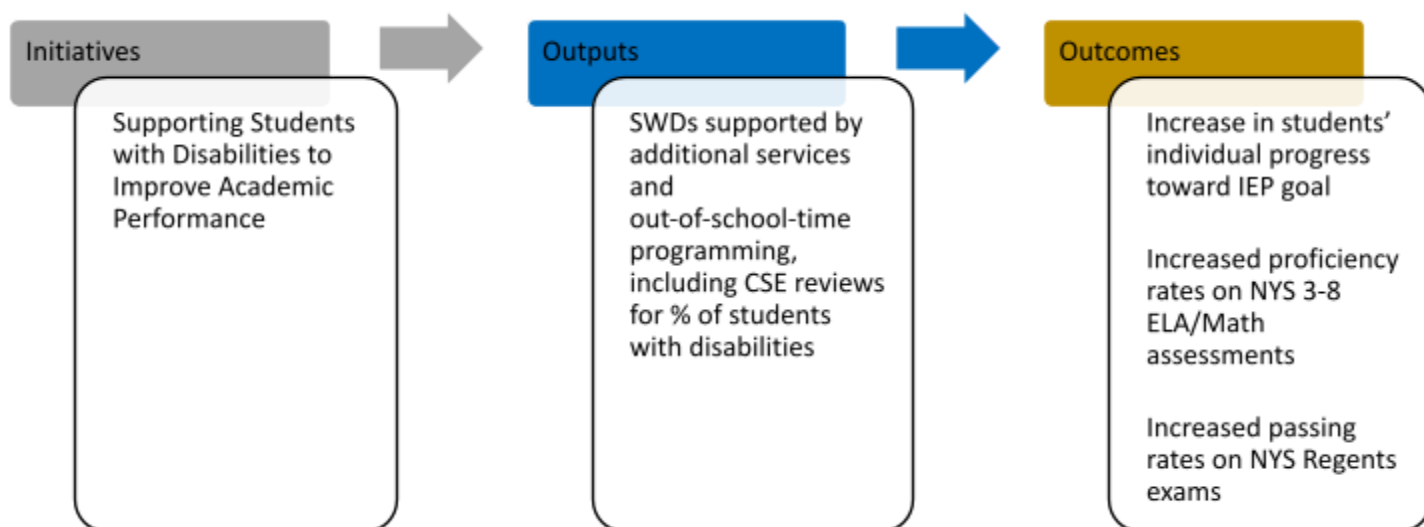 Initiatives
Supporting Students
with Disabilities to
Improve Academic
Performance
Outputs
SWDs supported by
additional services
and
out-of-school-time
programming,
including CSE reviews
for % of students
with disabilities
Outcomes
Increase in students’
individual progress
toward IEP goal
Increased proficiency
rates on NYS 3-8
ELA/Math
assessments
Increased passing
rates on NYS Regents
exams